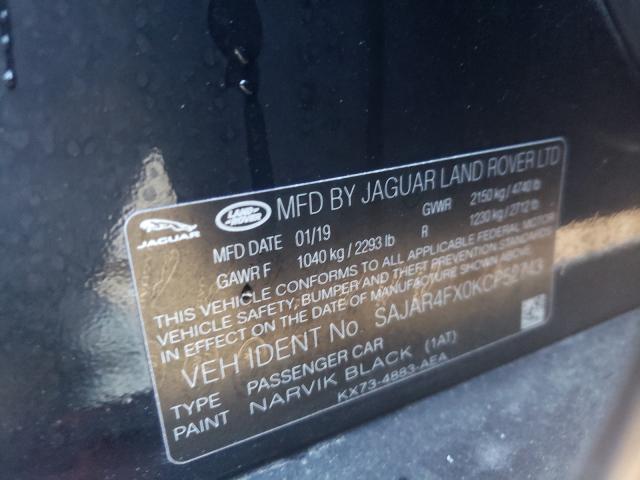 JAGUAR LAND-ROVER MFD BY JAGUAR LAND ROVER LTD
MFD DATE 01/19 GVWR 2150 kg / 4740 lb
GAWR F 1040 kg / 2293 lb R 1230 kg / 2712 lb
THIS VEHICLE CONFORMS TO ALL APPLICABLE FEDERAL MOTOR
VEHICLE SAFETY, BUMPER AND THEFT PREVENTION STANDARDS
IN EFFECT ON THE DATE OF MANUFACTURE SHOWN ABOVE.
VEH IDENT No. SAJAR4FX0KCP52743
TYPE PASSENGER CAR
PAINT NARVIK BLACK (1AT)
KX73-4883-AEA